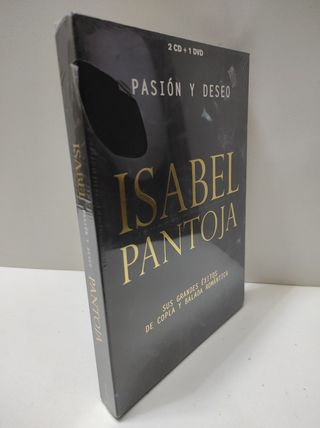 2 CD + 1 DVD
PASIÓN Y DESEO
ISABEL
PANTOJA
SUS GRANDES ÉXITOS
DE COPLA Y BALADA ROMÁNTICA
ISABEL PANTOJA